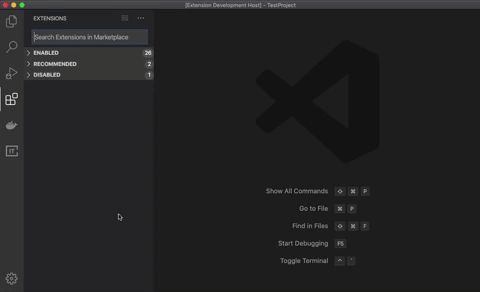 [Extension Development Host] - TestProject
EXTENSIONS
Search Extensions in Marketplace
ENABLED 26
RECOMMENDED 2
DISABLED 1
IT
Show All Commands ⇧ ⌘ P
Go to File ⌘ P
Find in Files ⇧ ⌘ F
Start Debugging F5
Toggle Terminal ^ `